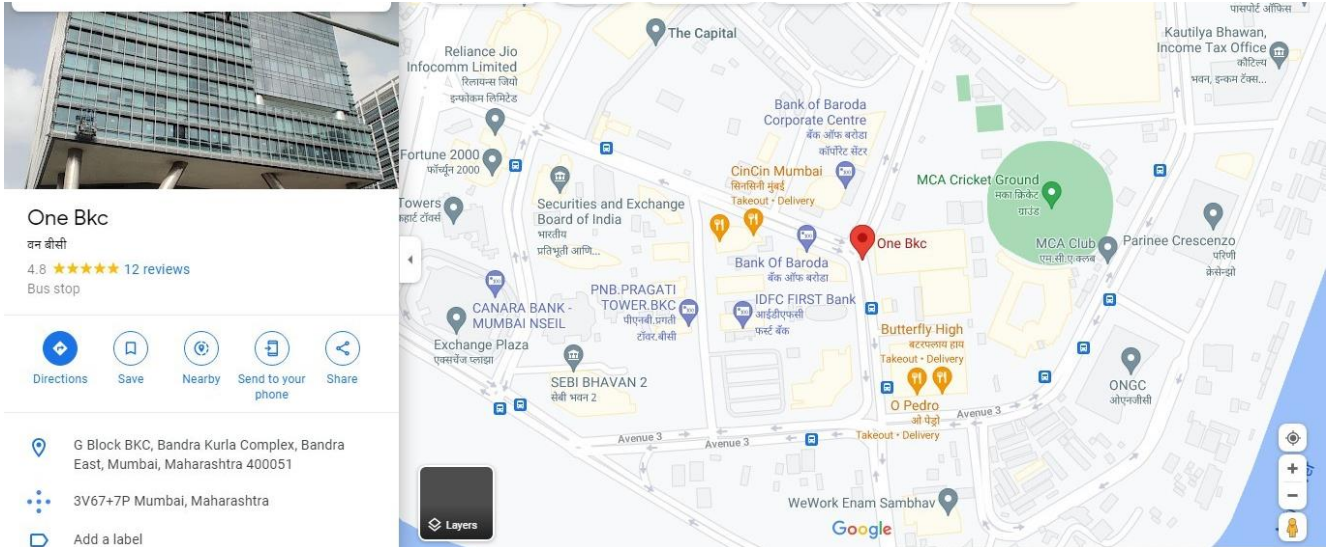 One Bkc
वन बीसी
4.8 12 reviews
Bus stop
Directions
Save
Nearby
Send to your
phone
Share
G Block BKC, Bandra Kurla Complex, Bandra
East, Mumbai, Maharashtra 400051
3V67+7P Mumbai, Maharashtra
Add a label
Layers
The Capital
Reliance Jio
Infocomm Limited
रिलायन्स जियो
इन्फोकम लिमिटेड
Fortune 2000
फॉर्च्यून 2000
Towers
Securities and Exchange
Board of India
भारतीय
प्रतिभूती आणि...
CANARA BANK -
MUMBAI NSEIL
Exchange Plaza
एक्सचेंज प्लाझा
SEBI BHAVAN 2
सेबी भवन 2
PNB.PRAGATI
TOWER.BKC
पीएनबी.प्रगती
टॉवर.बीसी
Bank of Baroda
Corporate Centre
बँक ऑफ बरोडा
कॉर्पोरेट सेंटर
CinCin Mumbai
सिनसिनी मुंबई
Takeout • Delivery
Bank Of Baroda
बँक ऑफ बरोडा
IDFC FIRST Bank
आईडीएफसी
फर्स्ट बँक
One Bkc
Butterfly High
बटरफ्लाय हाय
Takeout • Delivery
O Pedro
ओ पेड्रो
Takeout • Delivery
Avenue 3
Avenue 3
Avenue 3
WeWork Enam Sambhav
Google
MCA Cricket Ground
मका क्रिकेट
ग्राउंड
MCA Club
एम.सी.ए.क्लब
Parinee Crescenzo
परिणी
क्रेसेन्झो
ONGC
ओएनजीसी
पासपोर्ट ऑफिस
Kautilya Bhawan,
Income Tax Office
कौटिल्य
भवन, इन्कम टॅक्स...